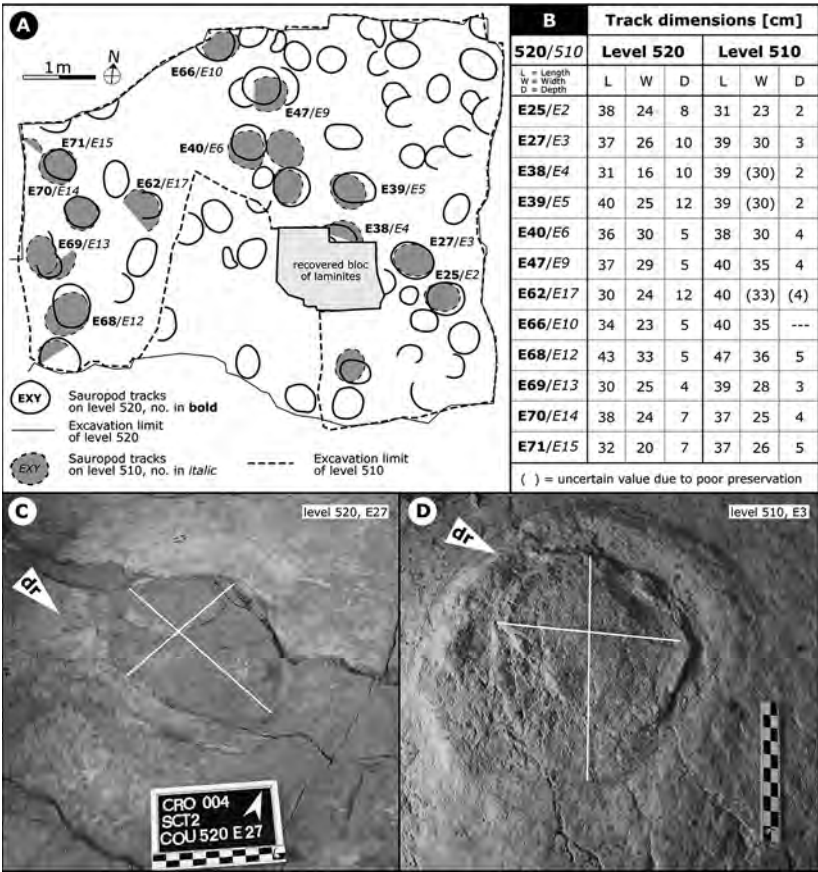 A
N
1m
E66/E10
E47/E9
E71/E15
E40/E6
E70/E14
E62/E17
E39/E5
E38/E4
E27/E3
E69/E13
recovered bloc
of laminites
E25/E2
E68/E12
EXY
Sauropod tracks
on level 520, no. in bold
Excavation limit
of level 520
EXY
Sauropod tracks
on level 510, no. in italic
Excavation limit
of level 510
B Track dimensions [cm]
520/510 Level 520 Level 510
L = Length
W = Width
D = Depth
L W D L W D
E25/E2 38 24 8 31 23 2
E27/E3 37 26 10 39 30 3
E38/E4 31 16 10 39 (30) 2
E39/E5 40 25 12 39 (30) 2
E40/E6 36 30 5 38 30 4
E47/E9 37 29 5 40 35 4
E62/E17 30 24 12 40 (33) (4)
E66/E10 34 23 5 40 35 ---
E68/E12 43 33 5 47 36 5
E69/E13 30 25 4 39 28 3
E70/E14 38 24 7 37 25 4
E71/E15 32 20 7 37 26 5
( ) = uncertain value due to poor preservation
C
level 520, E27
dr
CRO 004
SCT2
COU 520 E 27
D
level 510, E3
dr